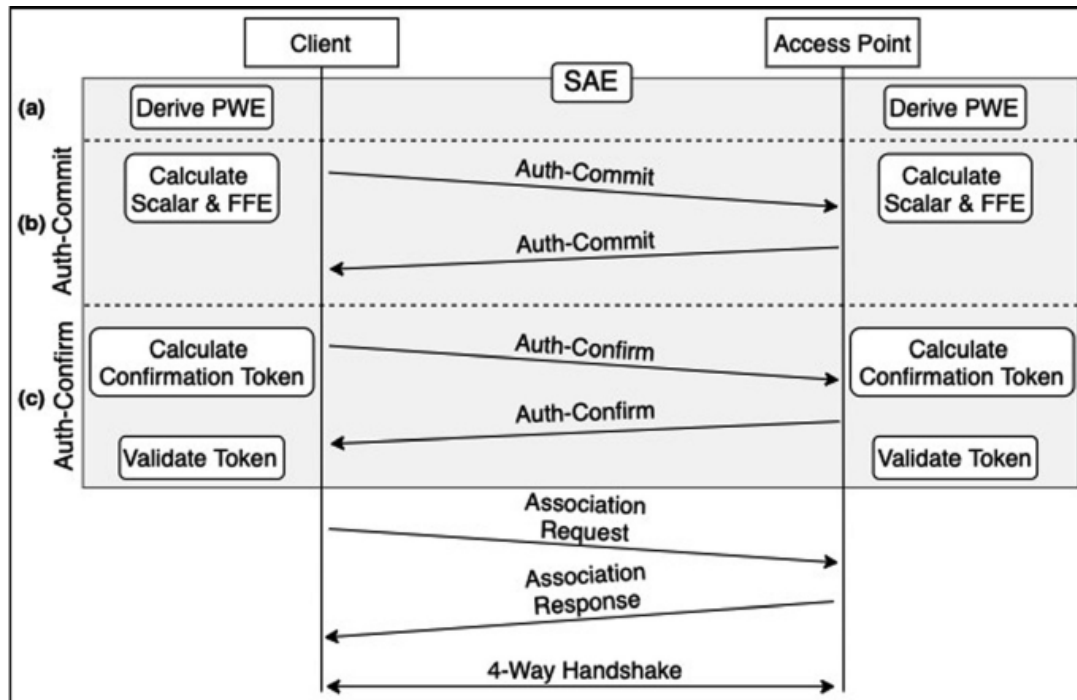 Client
Access Point
SAE
(a)
Derive PWE
Derive PWE
Auth-Commit
(b)
Calculate
Scalar & FFE
Auth-Commit
Auth-Commit
Calculate
Scalar & FFE
Auth-Confirm
(c)
Calculate
Confirmation Token
Auth-Confirm
Auth-Confirm
Calculate
Confirmation Token
Validate Token
Validate Token
Association
Request
Association
Response
4-Way Handshake